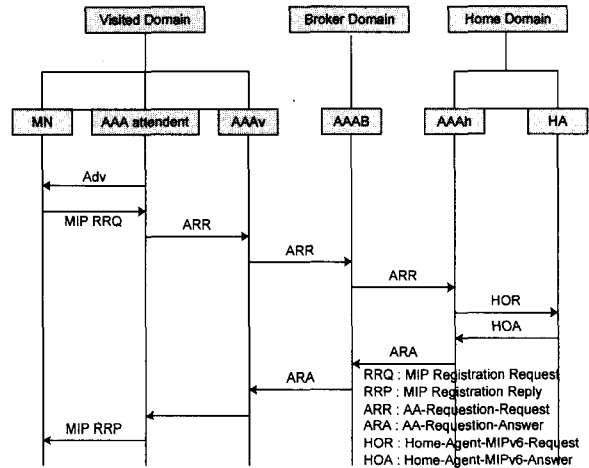 Visited Domain
Broker Domain
Home Domain
MN
AAA attendent
AAAv
AAAB
AAAh
HA
Adv
MIP RRQ
ARR
ARR
ARR
HOR
HOA
ARA
ARA
MIP RRP
RRQ : MIP Registration Request
RRP : MIP Registration Reply
ARR : AA-Requestion-Request
ARA : AA-Requestion-Answer
HOR : Home-Agent-MIPv6-Request
HOA : Home-Agent-MIPv6-Answer